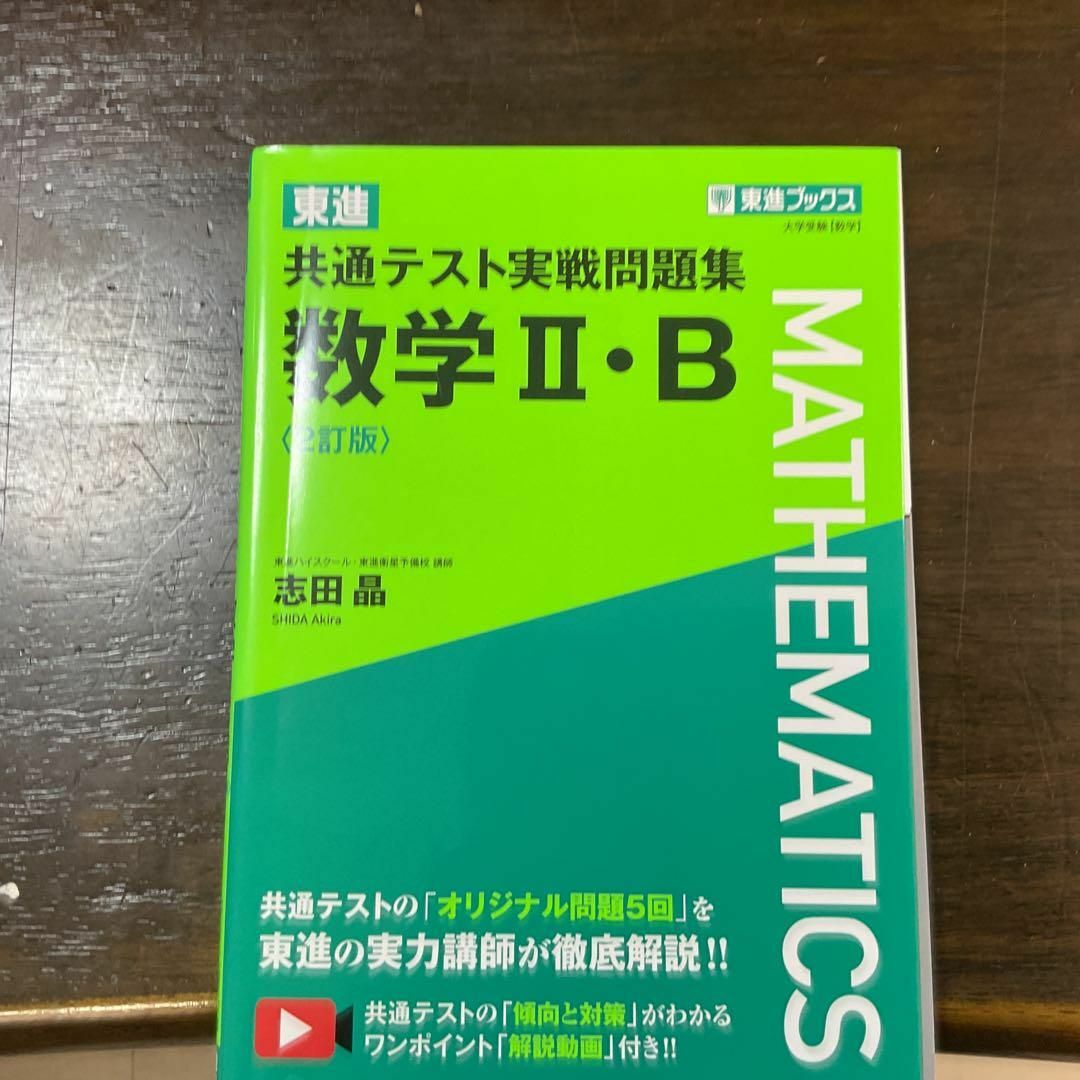 東進
東進ブックス
大学受験【数学】
共通テスト実戦問題集
数学Ⅱ・B
〈2訂版〉
MATHEMATICS
東進ハイスクール・東進衛星予備校 講師
志田 晶
SHIDA Akira
共通テストの「オリジナル問題5回」を
東進の実力講師が徹底解説!!
共通テストの「傾向と対策」がわかる
ワンポイント「解説動画」付き!!